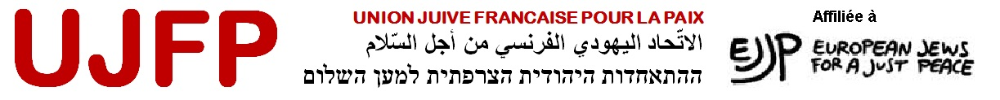 UJFP
UNION JUIVE FRANCAISE POUR LA PAIX
الاتّحاد اليهودي الفرنسي من أجل السّلام
ההתאחדות היהודית הצרפתית למען השלום
Affiliée à
EJJP
EUROPEAN JEWS
FOR A JUST PEACE